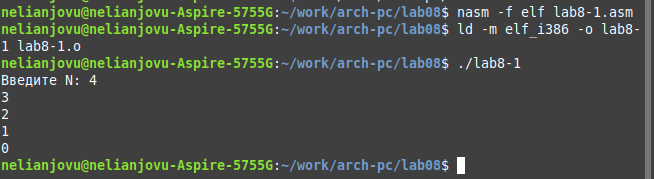 nelianjovu@nelianjovu-Aspire-5755G:~/work/arch-pc/lab08$ nasm -f elf lab8-1.asm
nelianjovu@nelianjovu-Aspire-5755G:~/work/arch-pc/lab08$ ld -m elf_i386 -o lab8-
1 lab8-1.o
nelianjovu@nelianjovu-Aspire-5755G:~/work/arch-pc/lab08$ ./lab8-1
Введите N: 4
3
2
1
0
nelianjovu@nelianjovu-Aspire-5755G:~/work/arch-pc/lab08$